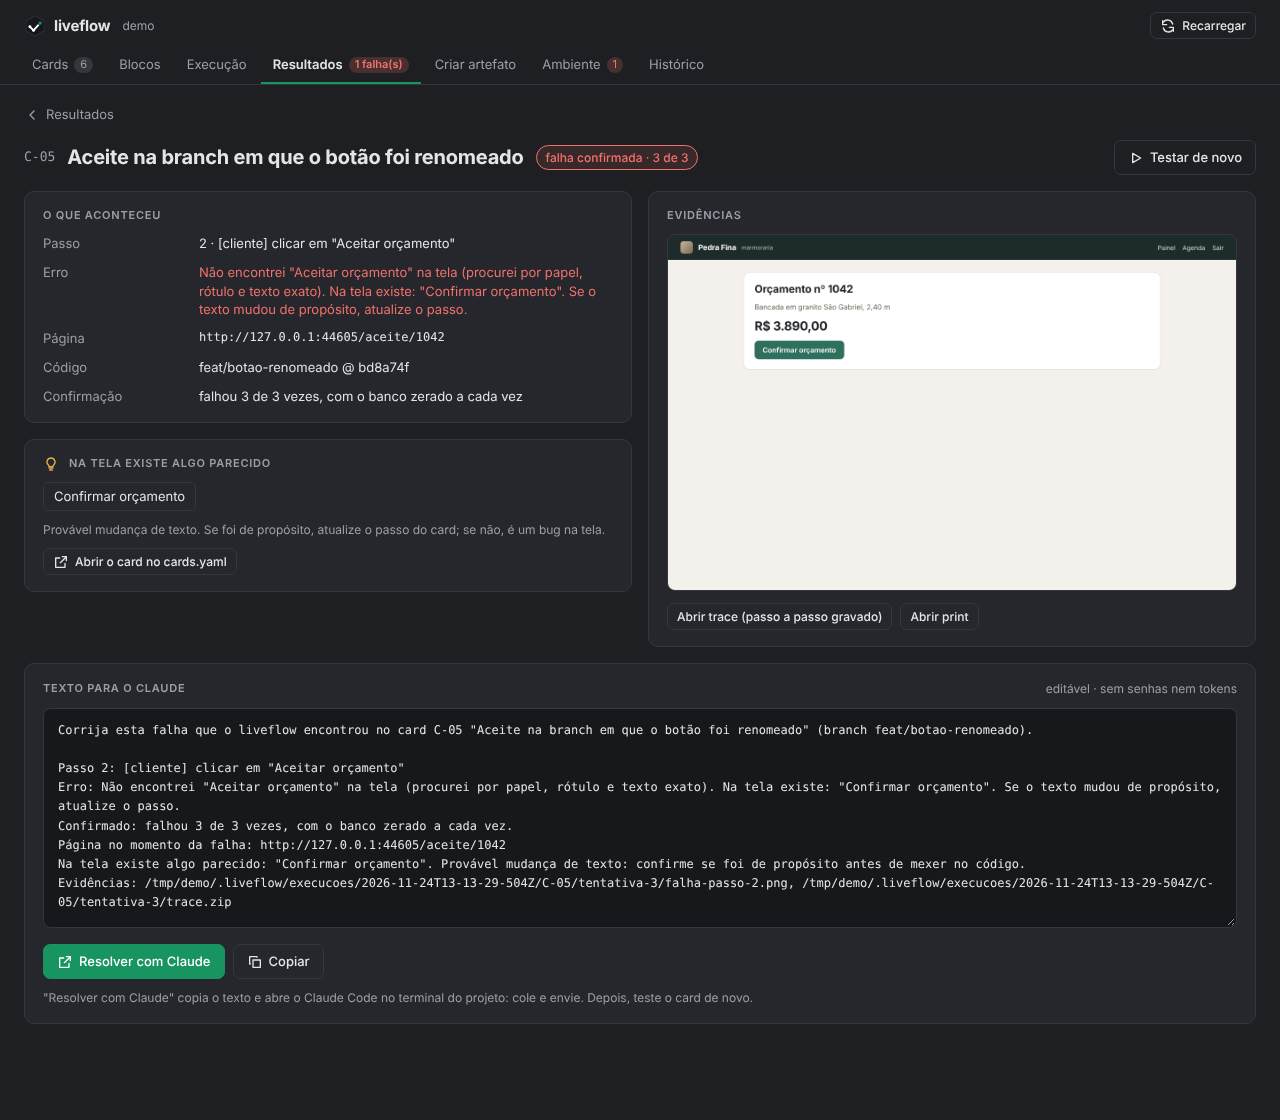 liveflow demo
Recarregar
Cards 6 Blocos Execução Resultados 1 falha(s) Criar artefato Ambiente 1 Histórico
Resultados
C-05 Aceite na branch em que o botão foi renomeado falha confirmada · 3 de 3
Testar de novo
O QUE ACONTECEU
Passo 2 · [cliente] clicar em "Aceitar orçamento"
Erro Não encontrei "Aceitar orçamento" na tela (procurei por papel,
rótulo e texto exato). Na tela existe: "Confirmar orçamento". Se o
texto mudou de propósito, atualize o passo.
Página http://127.0.0.1:44605/aceite/1042
Código feat/botao-renomeado @ bd8a74f
Confirmação falhou 3 de 3 vezes, com o banco zerado a cada vez
NA TELA EXISTE ALGO PARECIDO
Confirmar orçamento
Provável mudança de texto. Se foi de propósito, atualize o passo do card; se não, é um bug na tela.
Abrir o card no cards.yaml
EVIDÊNCIAS
Pedra Fina marmoraria Painel Agenda Sair
Orçamento nº 1042
Bancada em granito São Gabriel, 2,40 m
R$ 3.890,00
Confirmar orçamento
Abrir trace (passo a passo gravado) Abrir print
TEXTO PARA O CLAUDE
editável · sem senhas nem tokens
Corrija esta falha que o liveflow encontrou no card C-05 "Aceite na branch em que o botão foi renomeado" (branch feat/botao-renomeado).
Passo 2: [cliente] clicar em "Aceitar orçamento"
Erro: Não encontrei "Aceitar orçamento" na tela (procurei por papel, rótulo e texto exato). Na tela existe: "Confirmar orçamento". Se o texto mudou de propósito,
atualize o passo.
Confirmado: falhou 3 de 3 vezes, com o banco zerado a cada vez.
Página no momento da falha: http://127.0.0.1:44605/aceite/1042
Na tela existe algo parecido: "Confirmar orçamento". Provável mudança de texto: confirme se foi de propósito antes de mexer no código.
Evidências: /tmp/demo/.liveflow/execucoes/2026-11-24T13-13-29-504Z/C-05/tentativa-3/falha-passo-2.png, /tmp/demo/.liveflow/execucoes/2026-11-24T13-13-29-504Z/C-
05/tentativa-3/trace.zip
Resolver com Claude Copiar
"Resolver com Claude" copia o texto e abre o Claude Code no terminal do projeto: cole e envie. Depois, teste o card de novo.